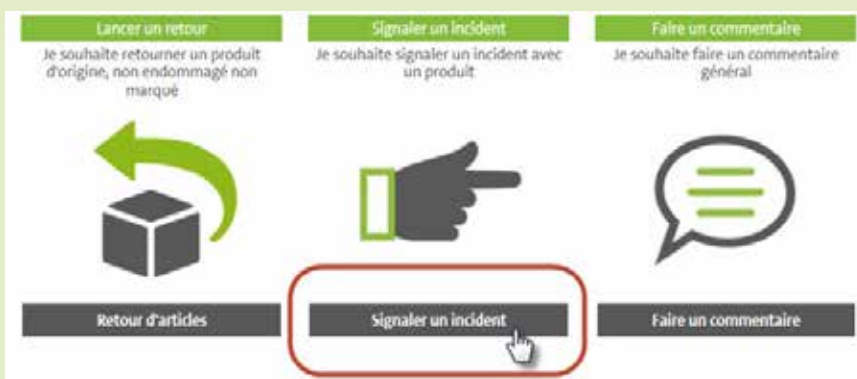 Lancer un retour
Je souhaite retourner un produit
d'origine, non endommagé non
marqué
Retour d'articles
Signaler un incident
Je souhaite signaler un incident avec
un produit
Signaler un incident
Faire un commentaire
Je souhaite faire un commentaire
général
Faire un commentaire